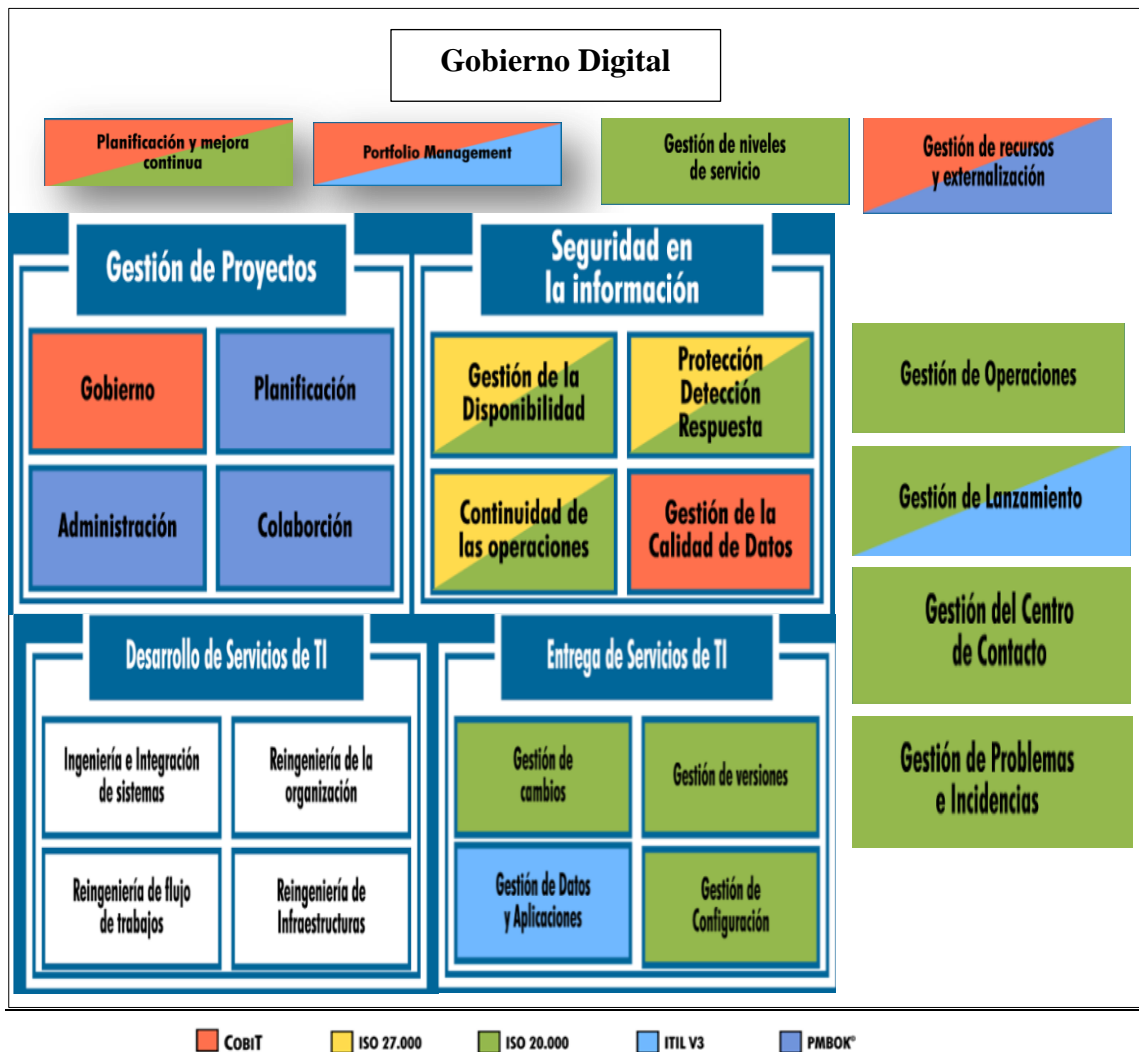 Gobierno Digital
Planificación y mejora
continua
Portfolio Management
Gestión de niveles
de servicio
Gestión de recursos
y externalización
Gestión de Proyectos
Gobierno
Planificación
Administración
Colaborción
Seguridad en
la información
Gestión de la
Disponibilidad
Protección
Detección
Respuesta
Continuidad de
las operaciones
Gestión de la
Calidad de Datos
Gestión de Operaciones
Gestión de Lanzamiento
Gestión del Centro
de Contacto
Gestión de Problemas
e Incidencias
Desarrollo de Servicios de TI
Ingeniería e Integración
de sistemas
Reingeniería de la
organización
Reingeniería de flujo
de trabajos
Reingeniería de
Infraestructuras
Entrega de Servicios de TI
Gestión de
cambios
Gestión de versiones
Gestión de Datos
y Aplicaciones
Gestión de
Configuración
COBIT
ISO 27.000
ISO 20.000
ITIL V3
PMBOK®